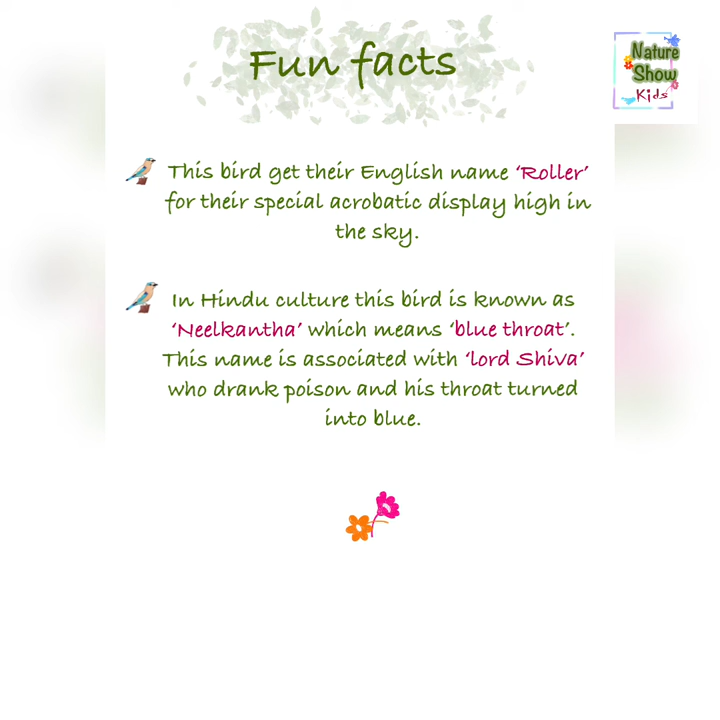 Fun facts
Nature
Show
Kids
This bird get their English name ‘Roller’
for their special acrobatic display high in
the sky.
In Hindu culture this bird is known as
‘Neelkantha’ which means ‘blue throat’.
This name is associated with ‘lord Shiva’
who drank poison and his throat turned
into blue.